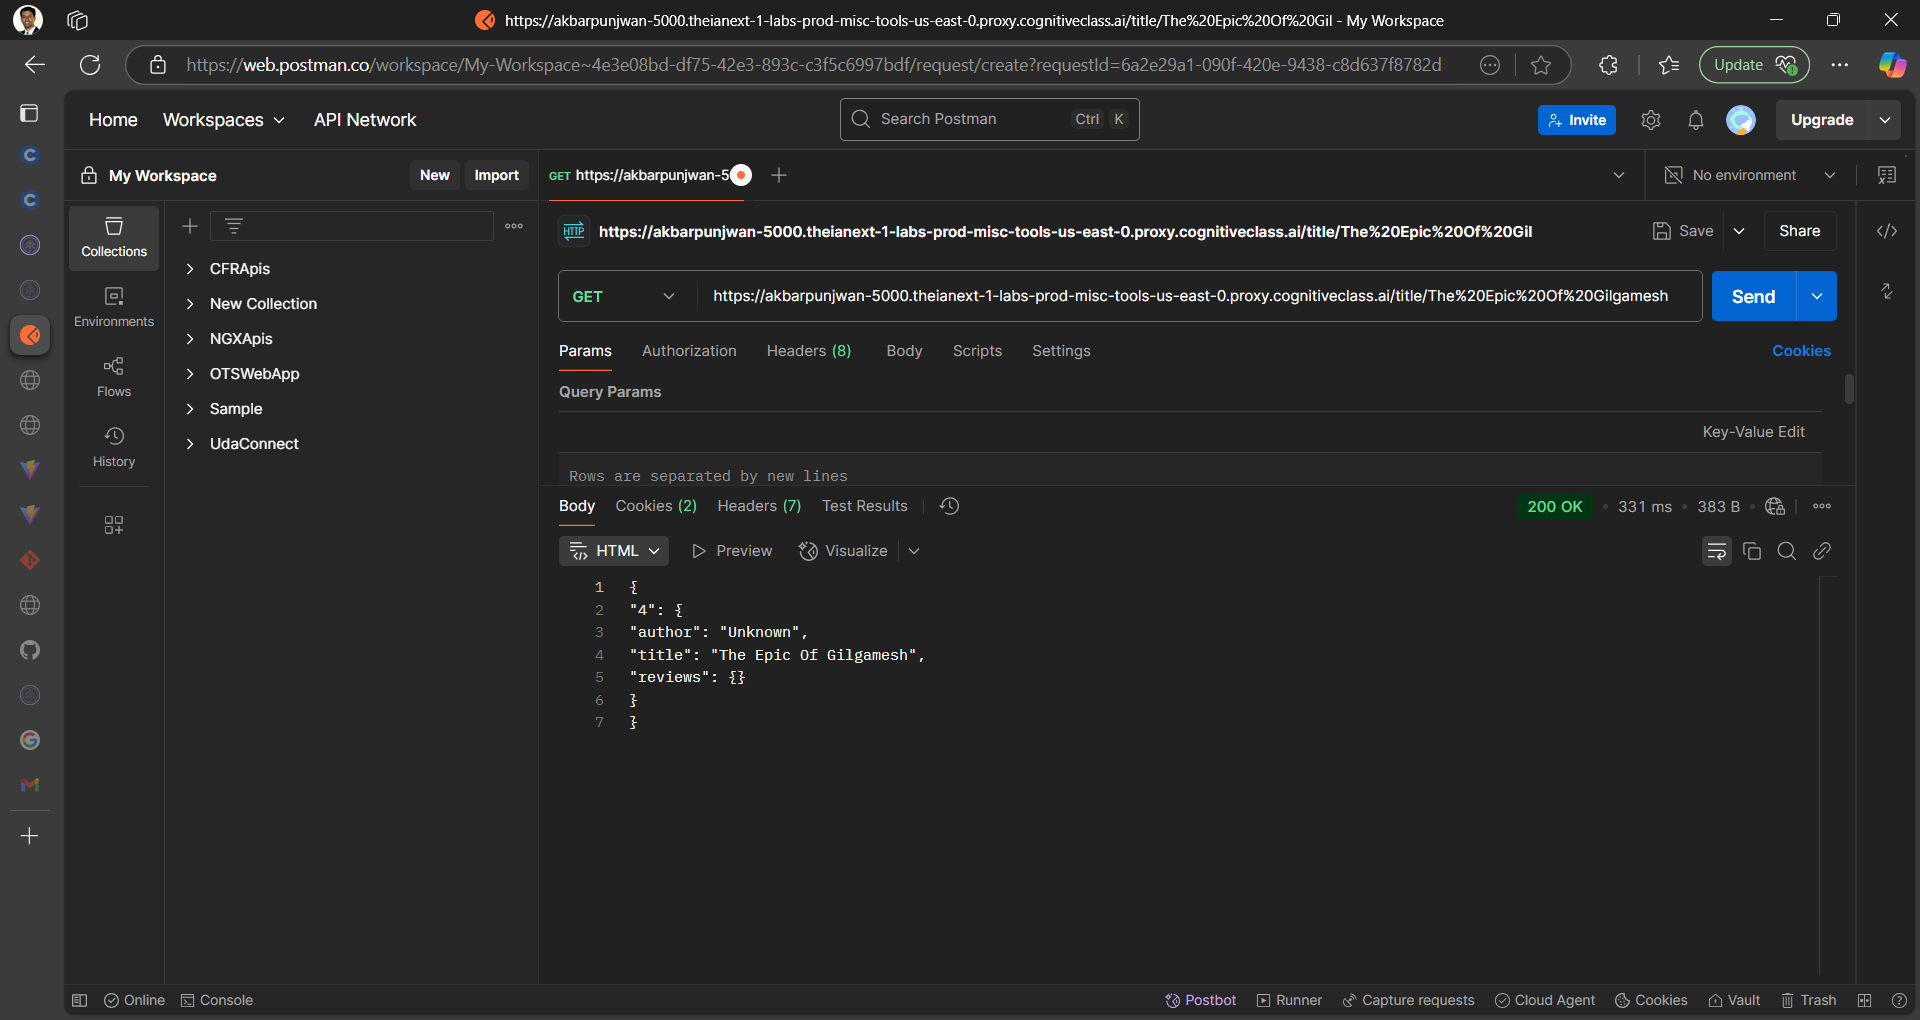 https://akbarpunjwan-5000.theianext-1-labs-prod-misc-tools-us-east-0.proxy.cognitiveclass.ai/title/The%20Epic%20Of%20Gil - My Workspace
https://web.postman.co/workspace/My-Workspace~4e3e08bd-df75-42e3-893c-c3f5c6997bdf/request/create?requestId=6a2e29a1-090f-420e-9438-c8d637f8782d
Update
Home Workspaces API Network
Search Postman Ctrl K
Invite
Upgrade
My Workspace
New Import
GET https://akbarpunjwan-5
No environment
Collections
Environments
Flows
History
CFRApis
New Collection
NGXApis
OTSWebApp
Sample
UdaConnect
HTTP https://akbarpunjwan-5000.theianext-1-labs-prod-misc-tools-us-east-0.proxy.cognitiveclass.ai/title/The%20Epic%20Of%20Gil
Save Share
GET https://akbarpunjwan-5000.theianext-1-labs-prod-misc-tools-us-east-0.proxy.cognitiveclass.ai/title/The%20Epic%20Of%20Gilgamesh
Send
Params Authorization Headers (8) Body Scripts Settings Cookies
Query Params
Key-Value Edit
Rows are separated by new lines
Body Cookies (2) Headers (7) Test Results
200 OK • 331 ms • 383 B
HTML Preview Visualize
1 {
2 "4": {
3 "author": "Unknown",
4 "title": "The Epic Of Gilgamesh",
5 "reviews": {}
6 }
7 }
Online Console
Postbot Runner Capture requests Cloud Agent Cookies Vault Trash